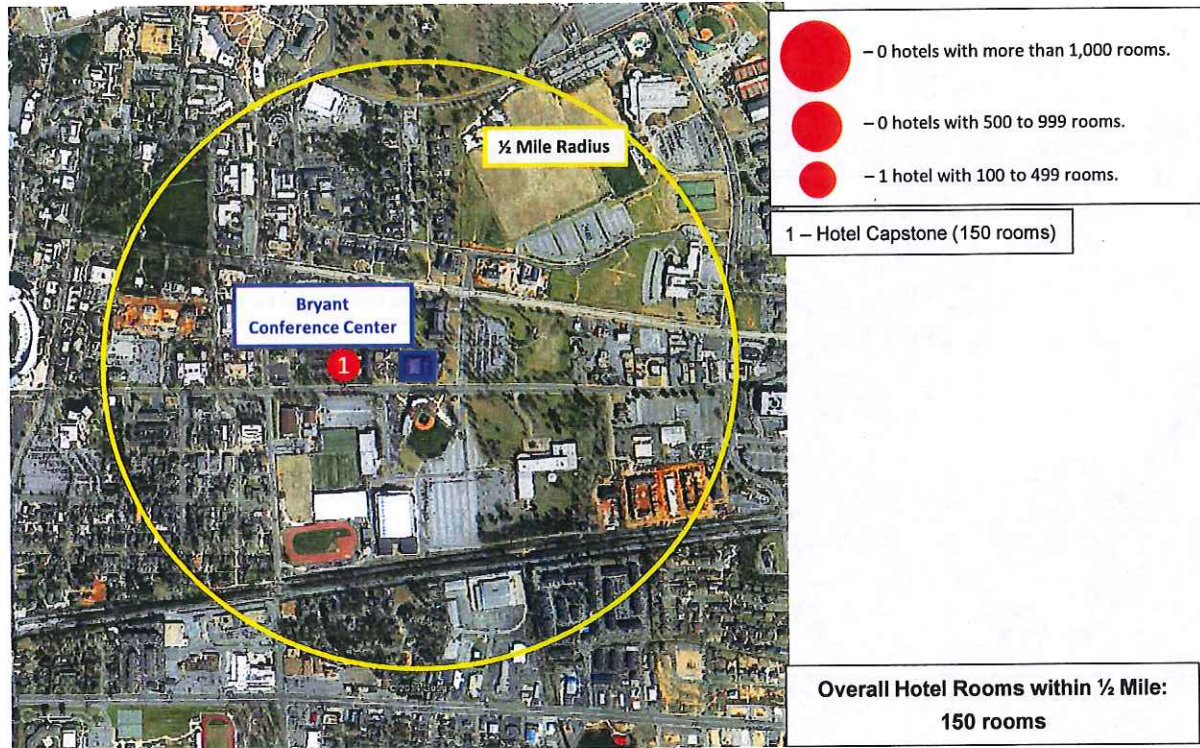 – 0 hotels with more than 1,000 rooms.
– 0 hotels with 500 to 999 rooms.
– 1 hotel with 100 to 499 rooms.
1 – Hotel Capstone (150 rooms)
½ Mile Radius
Bryant
Conference Center
1
Overall Hotel Rooms within ½ Mile:
150 rooms